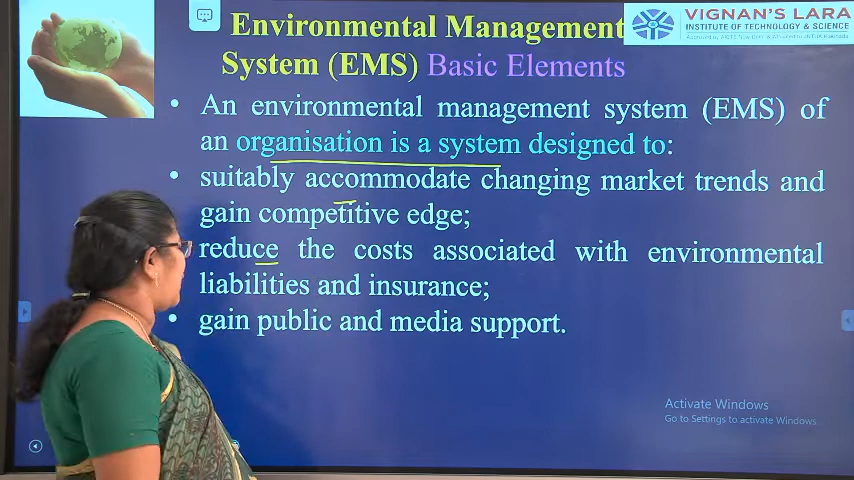 Environmental Management
System (EMS) Basic Elements
VIGNAN'S LARA
INSTITUTE OF TECHNOLOGY & SCIENCE
• An environmental management system (EMS) of
an organisation is a system designed to:
• suitably accommodate changing market trends and
gain competitive edge;
reduce the costs associated with environmental
liabilities and insurance;
• gain public and media support.
Activate Windows
Go to Settings to activate Windows.